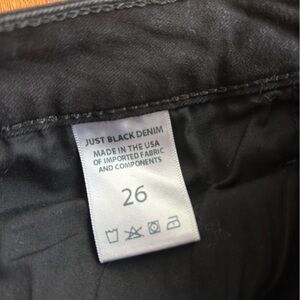 JUST BLACK DENIM
MADE IN THE USA
OF IMPORTED FABRIC
AND COMPONENTS
26